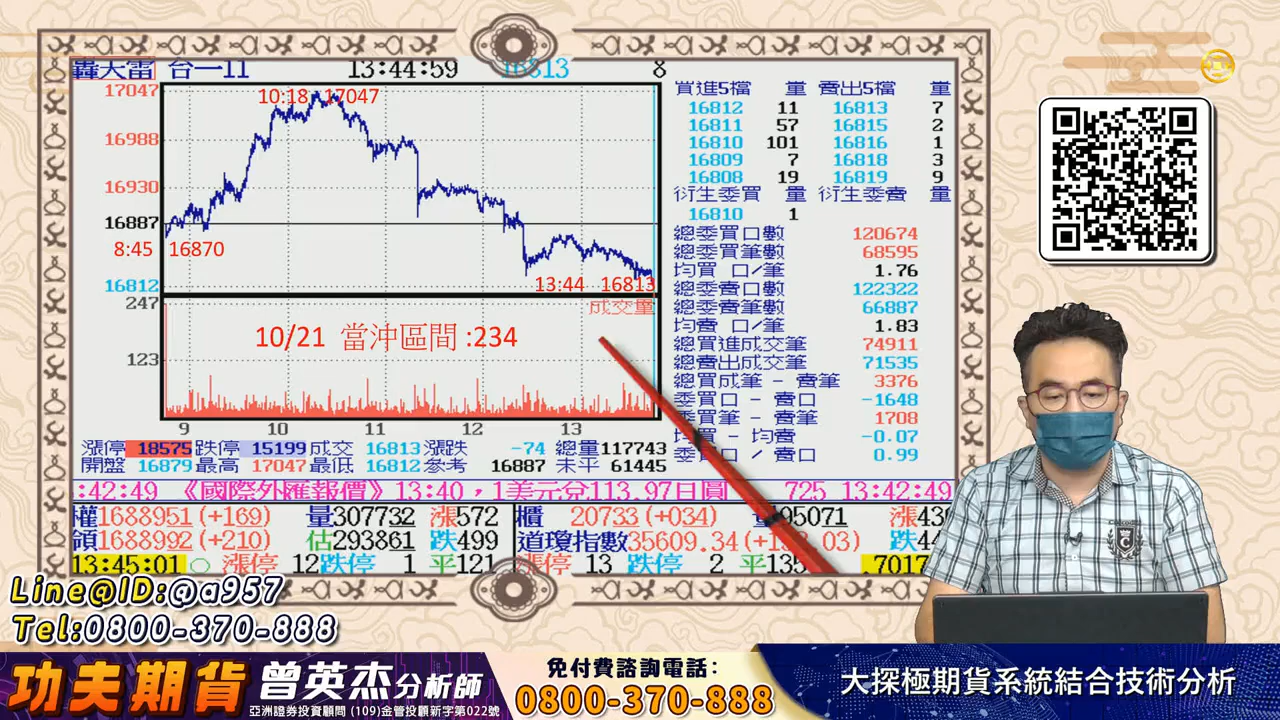 轟天雷 台一11 13:44:59 16813 8
17047
10:18 17047
16988
16930
16887
8:45 16870
16812
13:44 16813
247
成交量
10/21 當沖區間 :234
123
9 10 11 12 13
買進5檔 量 賣出5檔 量
16812 11 16813 7
16811 57 16815 2
16810 101 16816 1
16809 7 16818 3
16808 19 16819 9
衍生委買 量 衍生委賣 量
16810 1
總委買口數 120674
總委買筆數 68595
均買 口/筆 1.76
總委賣口數 122322
總委賣筆數 66887
均賣 口/筆 1.83
總買進成交筆 74911
總賣出成交筆 71535
總買成筆 - 賣筆 3376
委買口 - 賣口 -1648
委買筆 - 賣筆 1708
均買 - 均賣 -0.07
委買口 / 賣口 0.99
漲停 18575 跌停 15199 成交 16813 漲跌 -74 總量 117743
開盤 16879 最高 17047 最低 16812 參考 16887 未平 61445
:42:49 《國際外匯報價》13:40，1美元兌113.97日圓 725 13:42:49
權1688951(+169) 量307732 漲572 櫃 20733(+034) 95071
領1688992(+210) 估293861 跌499 道瓊指數35609.34
13:45:01 ○ 漲停 12跌停 1 平121 漲停 13 跌停 2
Line@ID:@a957
Tel:0800-370-888
功夫期貨 曾英杰分析師
亞洲證券投資顧問 (109)金管投顧新字第022號
免付費諮詢電話：
0800-370-888
大探極期貨系統結合技術分析